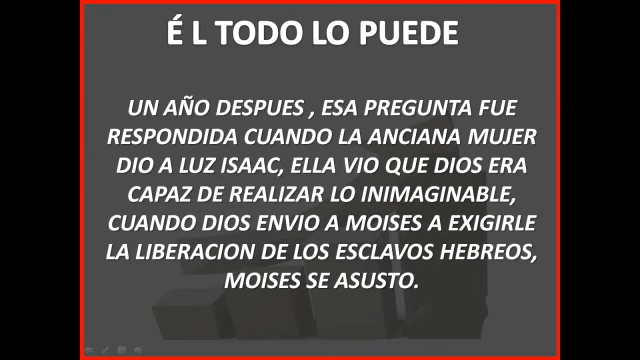 É L TODO LO PUEDE
UN AÑO DESPUES , ESA PREGUNTA FUE
RESPONDIDA CUANDO LA ANCIANA MUJER
DIO A LUZ ISAAC, ELLA VIO QUE DIOS ERA
CAPAZ DE REALIZAR LO INIMAGINABLE,
CUANDO DIOS ENVIO A MOISES A EXIGIRLE
LA LIBERACION DE LOS ESCLAVOS HEBREOS,
MOISES SE ASUSTO.